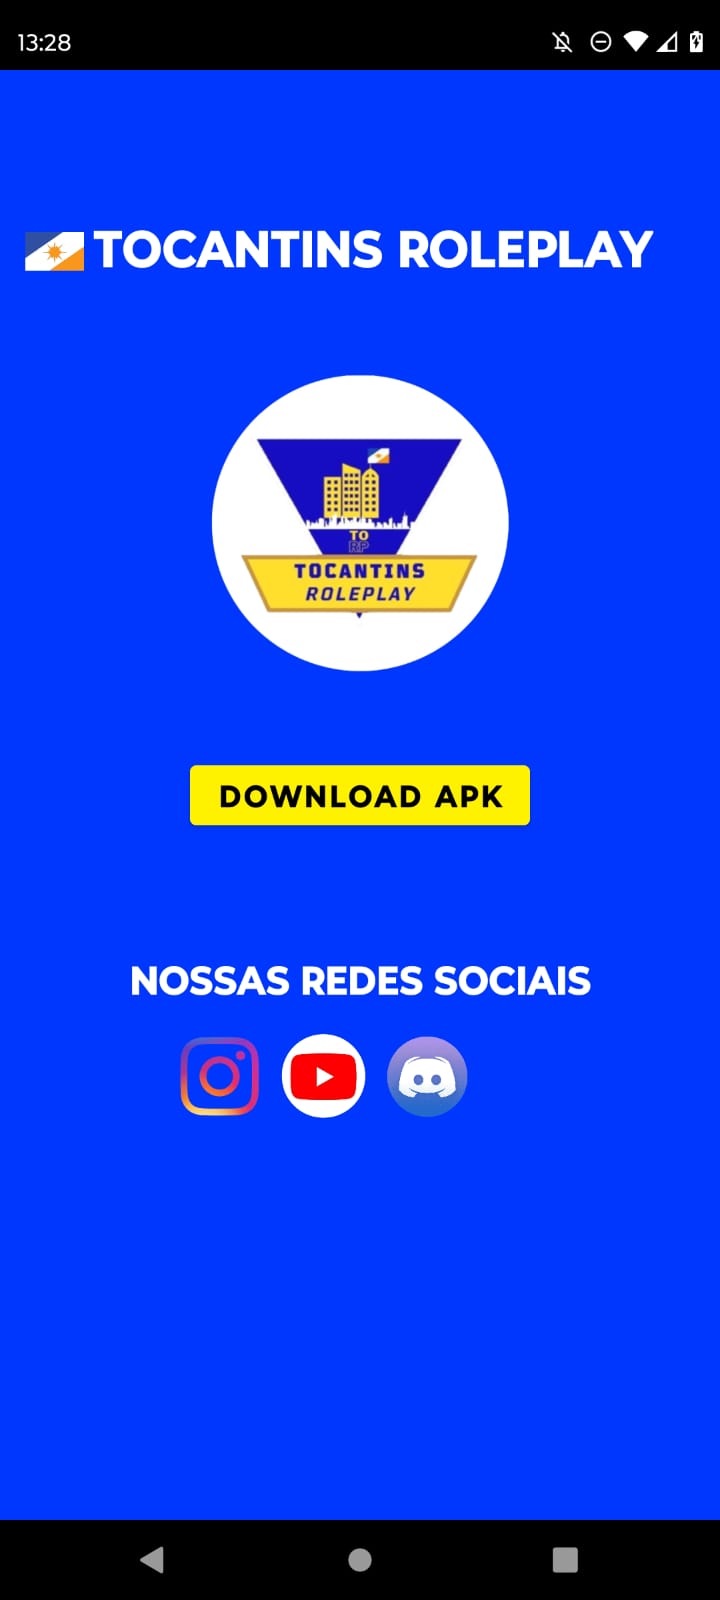 13:28
TOCANTINS ROLEPLAY
TO
RP
TOCANTINS
ROLEPLAY
DOWNLOAD APK
NOSSAS REDES SOCIAIS